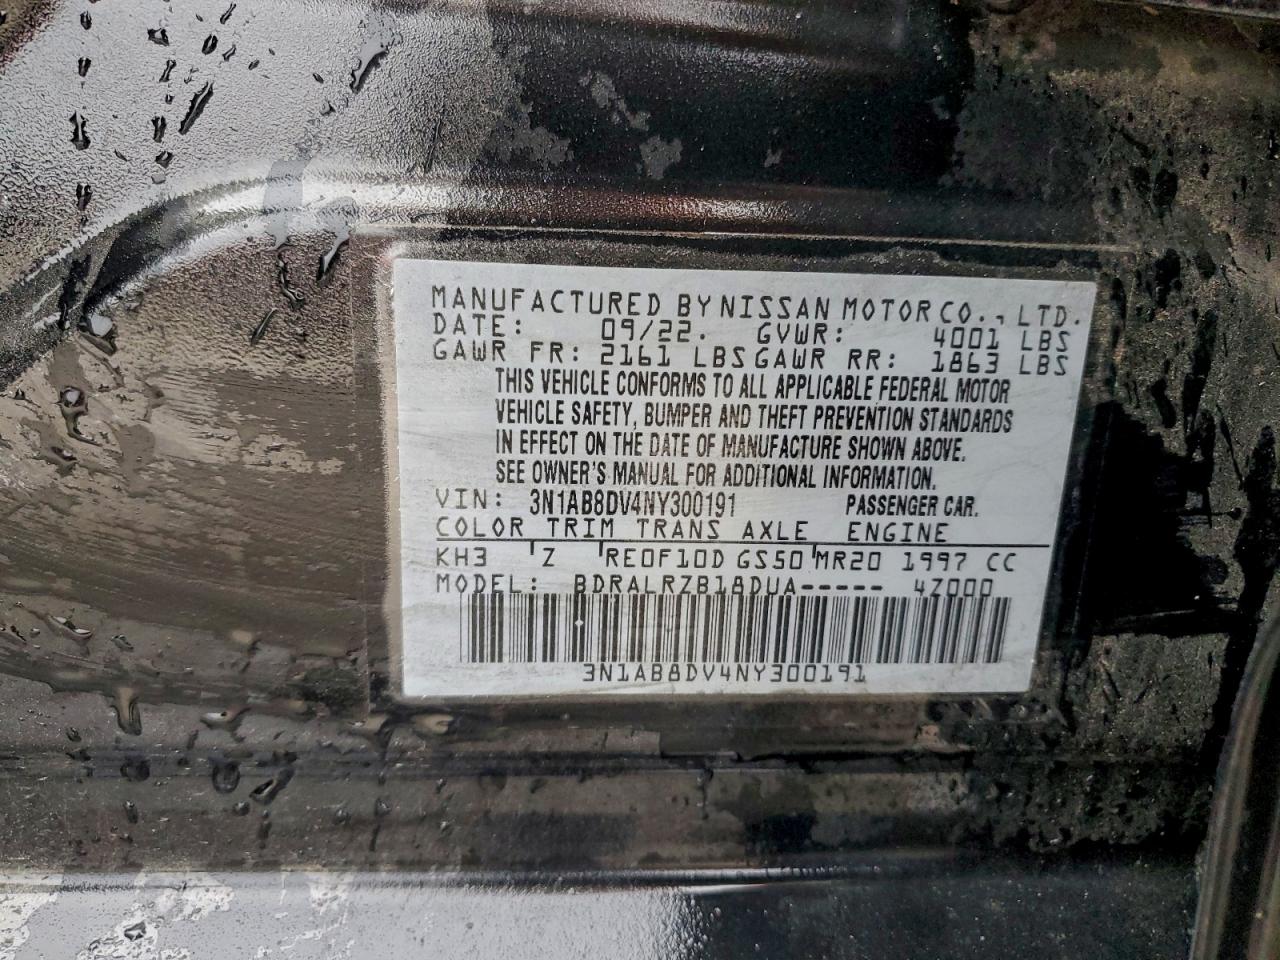 MANUFACTURED BY NISSAN MOTOR CO., LTD.
DATE: 09/22. GVWR: 4001 LBS
GAWR FR: 2161 LBS GAWR RR: 1863 LBS
THIS VEHICLE CONFORMS TO ALL APPLICABLE FEDERAL MOTOR
VEHICLE SAFETY, BUMPER AND THEFT PREVENTION STANDARDS
IN EFFECT ON THE DATE OF MANUFACTURE SHOWN ABOVE.
SEE OWNER'S MANUAL FOR ADDITIONAL INFORMATION.
VIN: 3N1AB8DV4NY300191 PASSENGER CAR.
COLOR TRIM TRANS AXLE ENGINE
KH3 'Z 'RE0F10D GS50'MR20 1997 CC
MODEL: BDRALRZB18DUA----- 4Z000
3N1AB8DV4NY300191